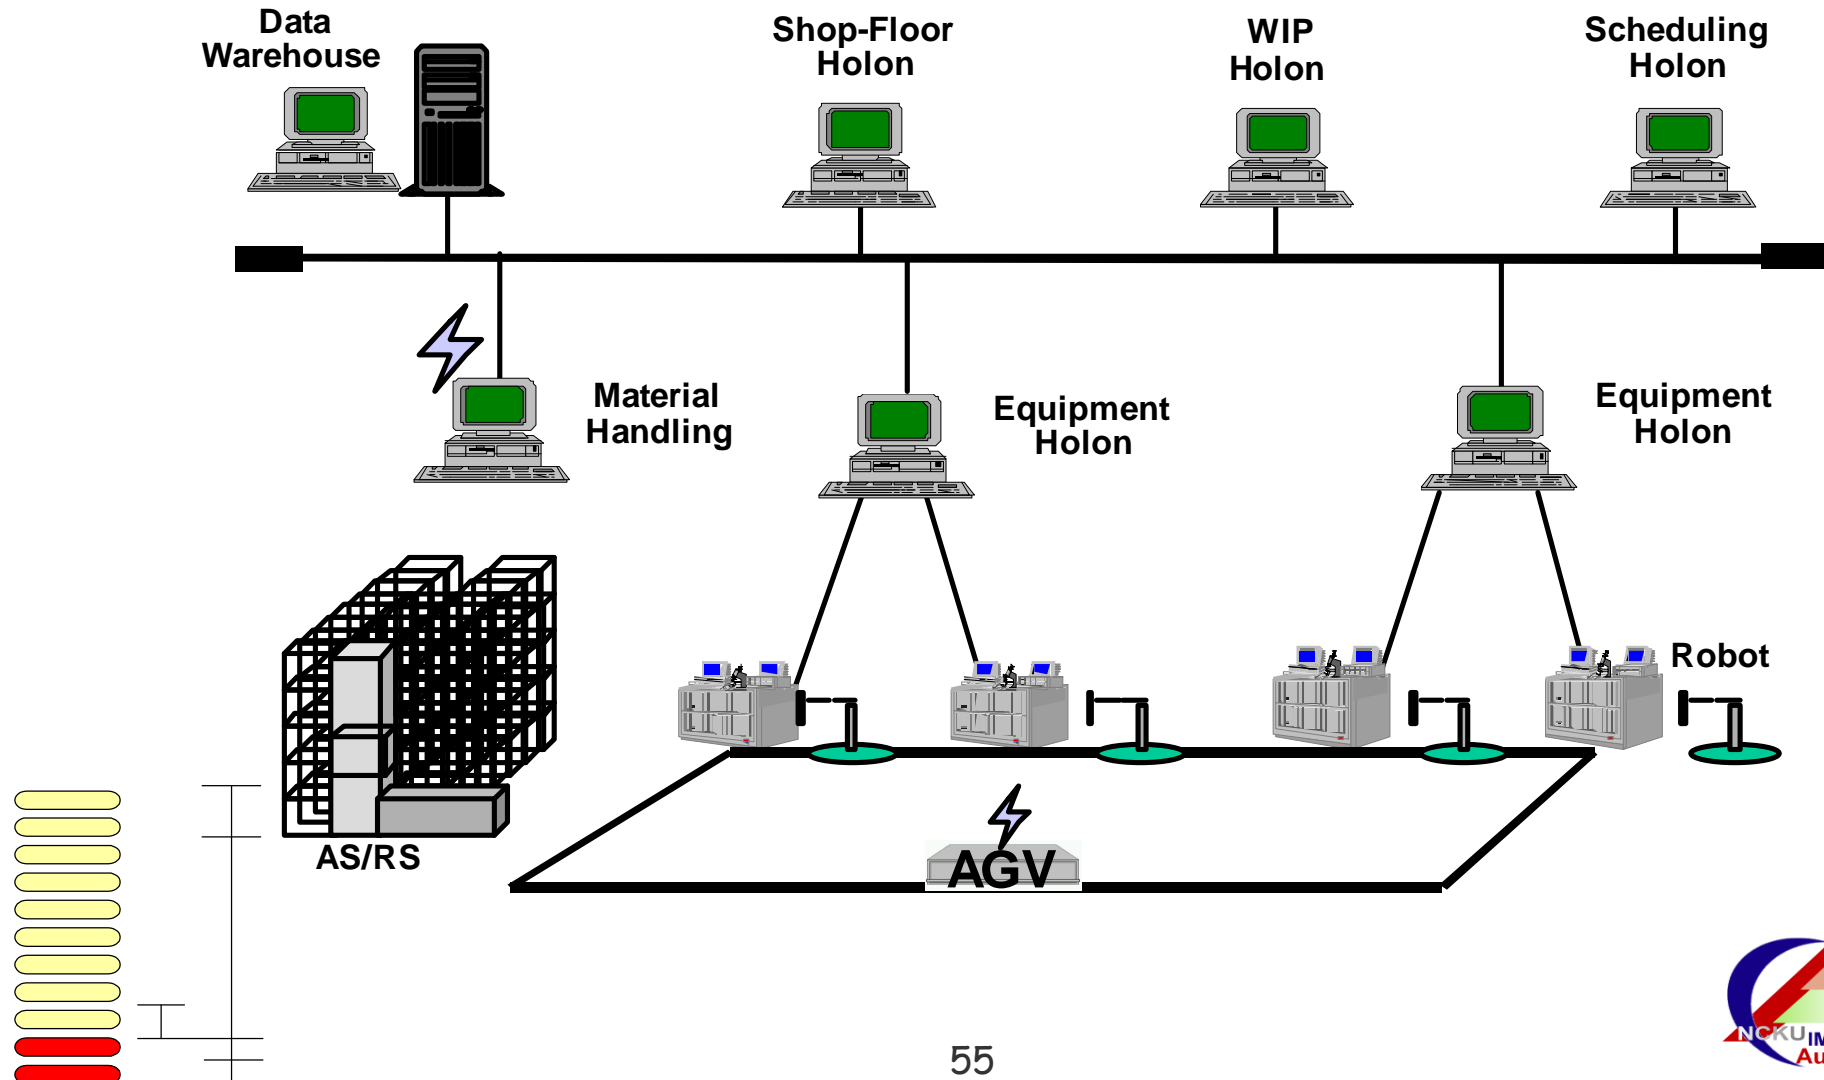 Data
Warehouse
Shop-Floor
Holon
WIP
Holon
Scheduling
Holon
Material
Handling
Equipment
Holon
Equipment
Holon
Robot
AS/RS
AGV
55
NCKU